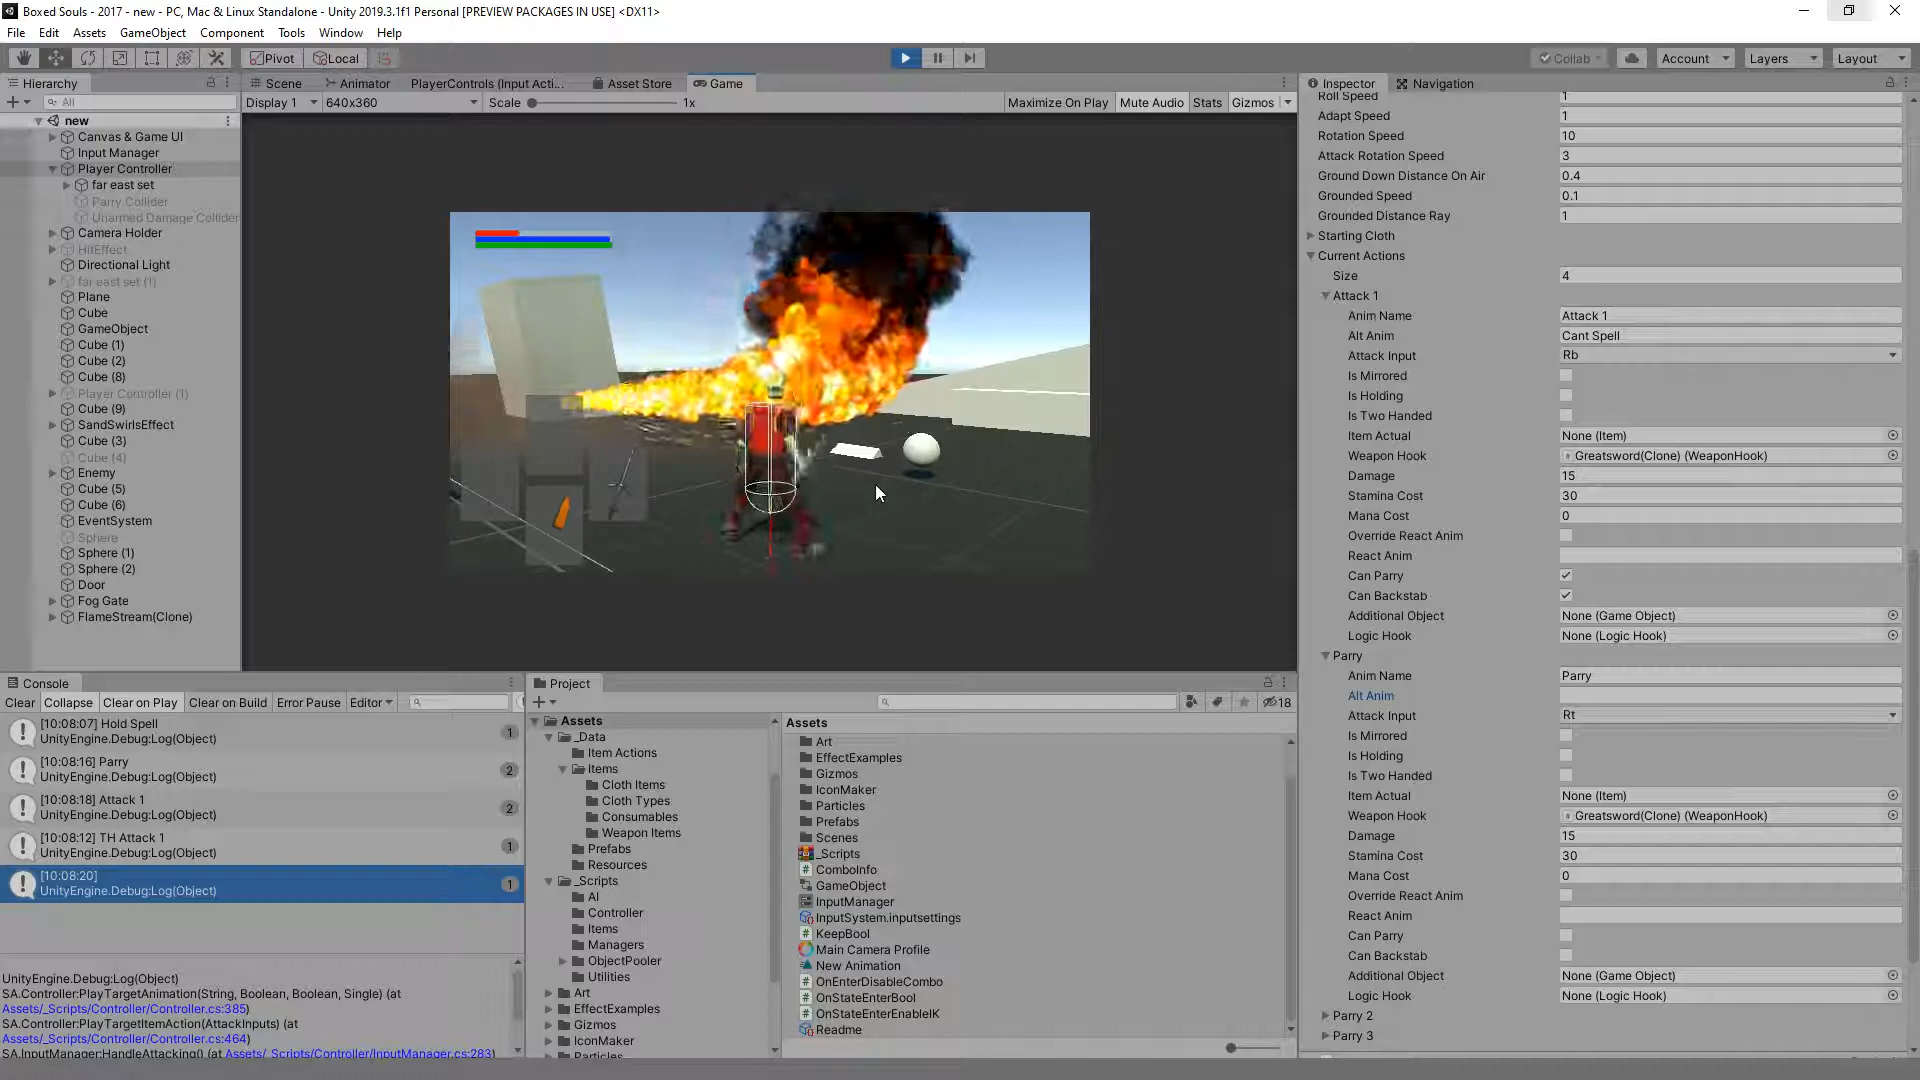 Boxed Souls - 2017 - new - PC, Mac & Linux Standalone - Unity 2019.3.1f1 Personal [PREVIEW PACKAGES IN USE] <DX11>
File Edit Assets GameObject Component Tools Window Help
Pivot Local Collab Account Layers Layout
Hierarchy
All
new
Canvas & Game UI
Input Manager
Player Controller
far east set
Parry Collider
Unarmed Damage Collider
Camera Holder
HitEffect
Directional Light
far east set (1)
Plane
Cube
GameObject
Cube (1)
Cube (2)
Cube (8)
Player Controller (1)
Cube (9)
SandSwirlsEffect
Cube (3)
Cube (4)
Enemy
Cube (5)
Cube (6)
EventSystem
Sphere
Sphere (1)
Sphere (2)
Door
Fog Gate
FlameStream(Clone)
Scene Animator PlayerControls (Input Acti... Asset Store Game
Display 1 640x360 Scale 1x Maximize On Play Mute Audio Stats Gizmos
Inspector Navigation
Roll Speed 1
Adapt Speed 1
Rotation Speed 10
Attack Rotation Speed 3
Ground Down Distance On Air 0.4
Grounded Speed 0.1
Grounded Distance Ray 1
Starting Cloth
Current Actions
Size 4
Attack 1
Anim Name Attack 1
Alt Anim Cant Spell
Attack Input Rb
Is Mirrored
Is Holding
Is Two Handed
Item Actual None (Item)
Weapon Hook Greatsword(Clone) (WeaponHook)
Damage 15
Stamina Cost 30
Mana Cost 0
Override React Anim
React Anim
Can Parry
Can Backstab
Additional Object None (Game Object)
Logic Hook None (Logic Hook)
Parry
Anim Name Parry
Alt Anim
Attack Input Rt
Is Mirrored
Is Holding
Is Two Handed
Item Actual None (Item)
Weapon Hook Greatsword(Clone) (WeaponHook)
Damage 15
Stamina Cost 30
Mana Cost 0
Override React Anim
React Anim
Can Parry
Can Backstab
Additional Object None (Game Object)
Logic Hook None (Logic Hook)
Parry 2
Parry 3
Console
Clear Collapse Clear on Play Clear on Build Error Pause Editor
[10:08:07] Hold Spell
UnityEngine.Debug:Log(Object) 1
[10:08:16] Parry
UnityEngine.Debug:Log(Object) 2
[10:08:18] Attack 1
UnityEngine.Debug:Log(Object) 2
[10:08:12] TH Attack 1
UnityEngine.Debug:Log(Object) 1
[10:08:20]
UnityEngine.Debug:Log(Object) 1
UnityEngine.Debug:Log(Object)
SA.Controller:PlayTargetAnimation(String, Boolean, Boolean, Single) (at
Assets/_Scripts/Controller/Controller.cs:385)
SA.Controller:PlayTargetItemAction(AttackInputs) (at
Assets/_Scripts/Controller/Controller.cs:464)
SA.InputManager:HandleAttacking() (at Assets/_Scripts/Controller/InputManager.cs:283)
Project
18
Assets
_Data
Item Actions
Items
Cloth Items
Cloth Types
Consumables
Weapon Items
Prefabs
Resources
_Scripts
AI
Controller
Items
Managers
ObjectPooler
Utilities
Art
EffectExamples
Gizmos
IconMaker
Particles
Assets
Art
EffectExamples
Gizmos
IconMaker
Particles
Prefabs
Scenes
_Scripts
ComboInfo
GameObject
InputManager
InputSystem.inputsettings
KeepBool
Main Camera Profile
New Animation
OnEnterDisableCombo
OnStateEnterBool
OnStateEnterEnableIK
Readme